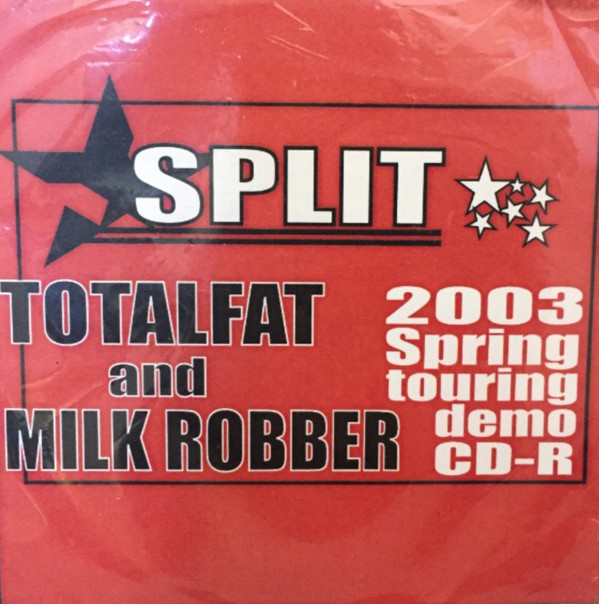 SPLIT
TOTALFAT
and
MILK ROBBER
2003
Spring
touring
demo
CD-R